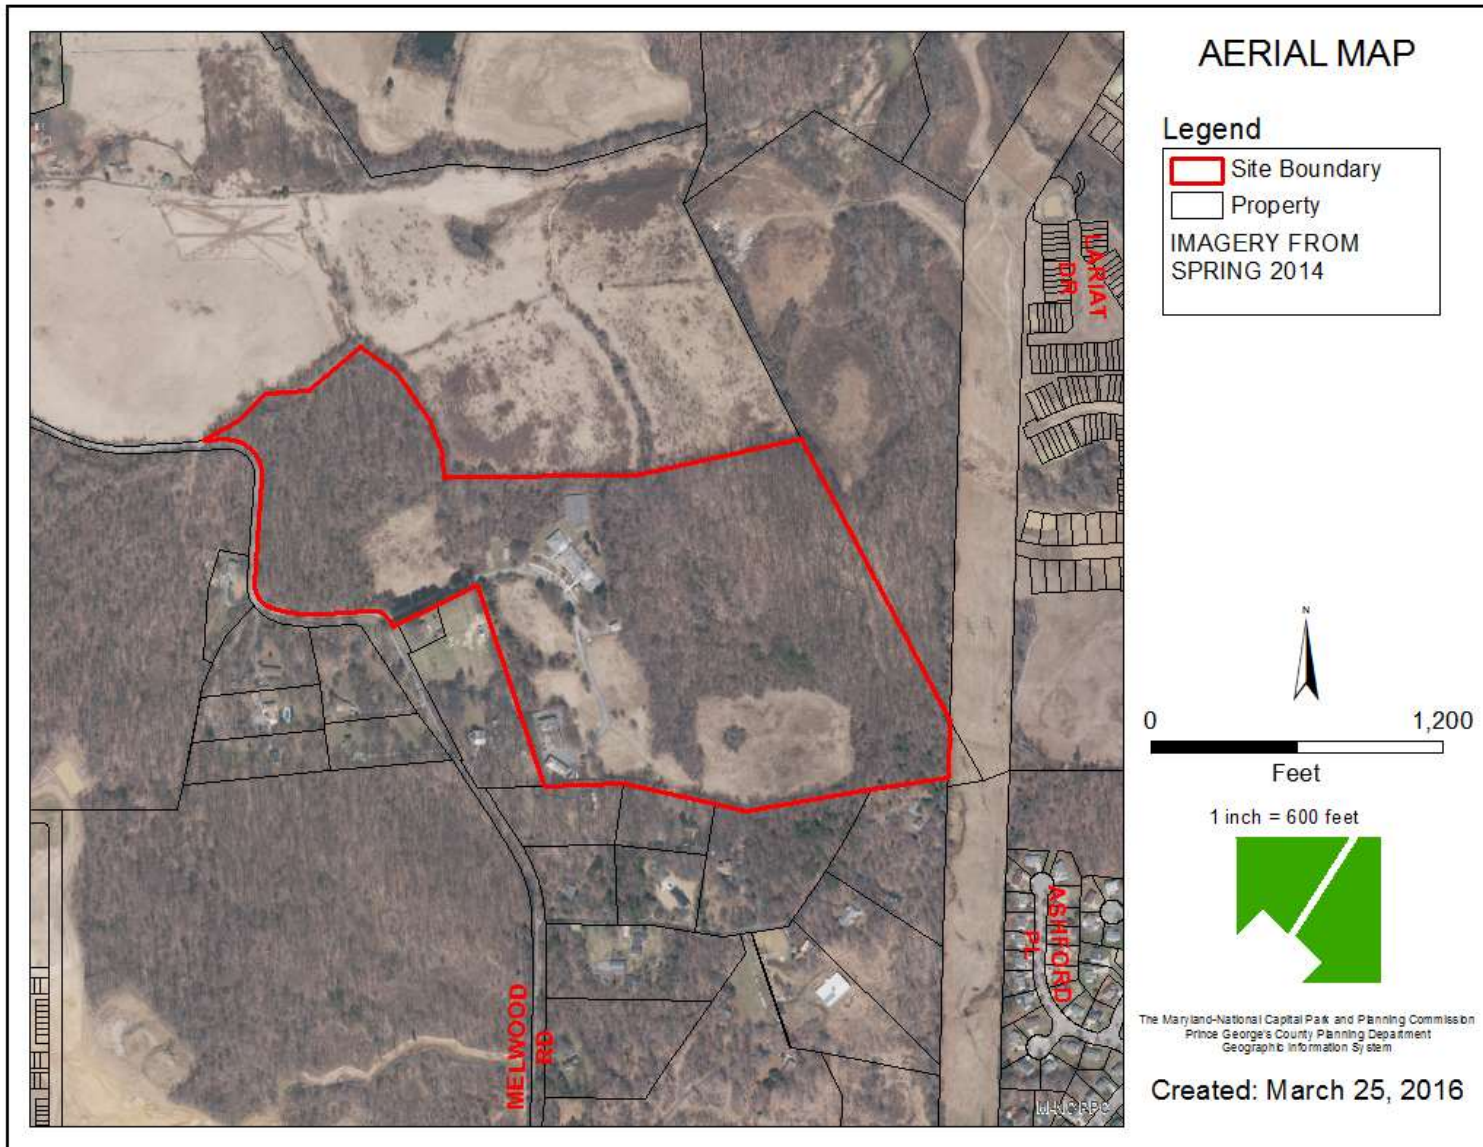 AERIAL MAP
Legend
Site Boundary
Property
IMAGERY FROM
SPRING 2014
LARIAT
DR
N
0 1,200
Feet
1 inch = 600 feet
ASHFORD
PL
MELWOOD
RD
The Maryland-National Capital Park and Planning Commission
Prince George's County Planning Department
Geographic Information System
Created: March 25, 2016
M-NCPPC